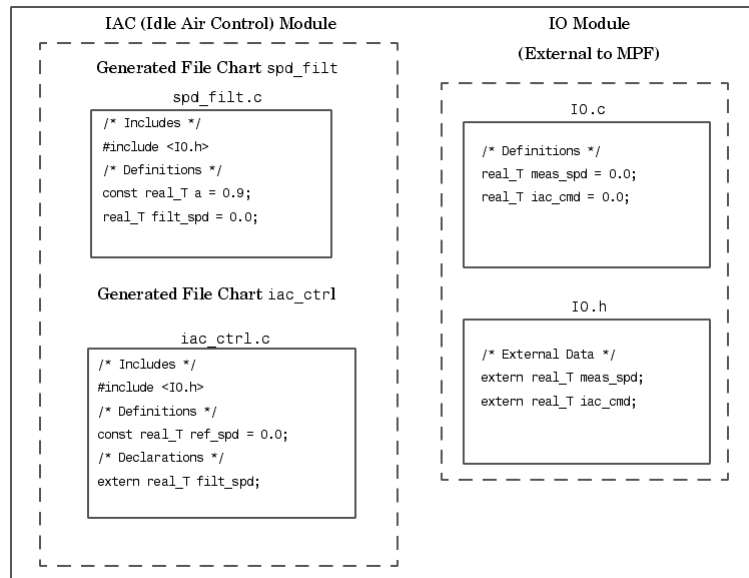 IAC (Idle Air Control) Module
Generated File Chart spd_filt
spd_filt.c
/* Includes */
#include <IO.h>
/* Definitions */
const real_T a = 0.9;
real_T filt_spd = 0.0;
Generated File Chart iac_ctrl
iac_ctrl.c
/* Includes */
#include <IO.h>
/* Definitions */
const real_T ref_spd = 0.0;
/* Declarations */
extern real_T filt_spd;
IO Module
(External to MPF)
IO.c
/* Definitions */
real_T meas_spd = 0.0;
real_T iac_cmd = 0.0;
IO.h
/* External Data */
extern real_T meas_spd;
extern real_T iac_cmd;